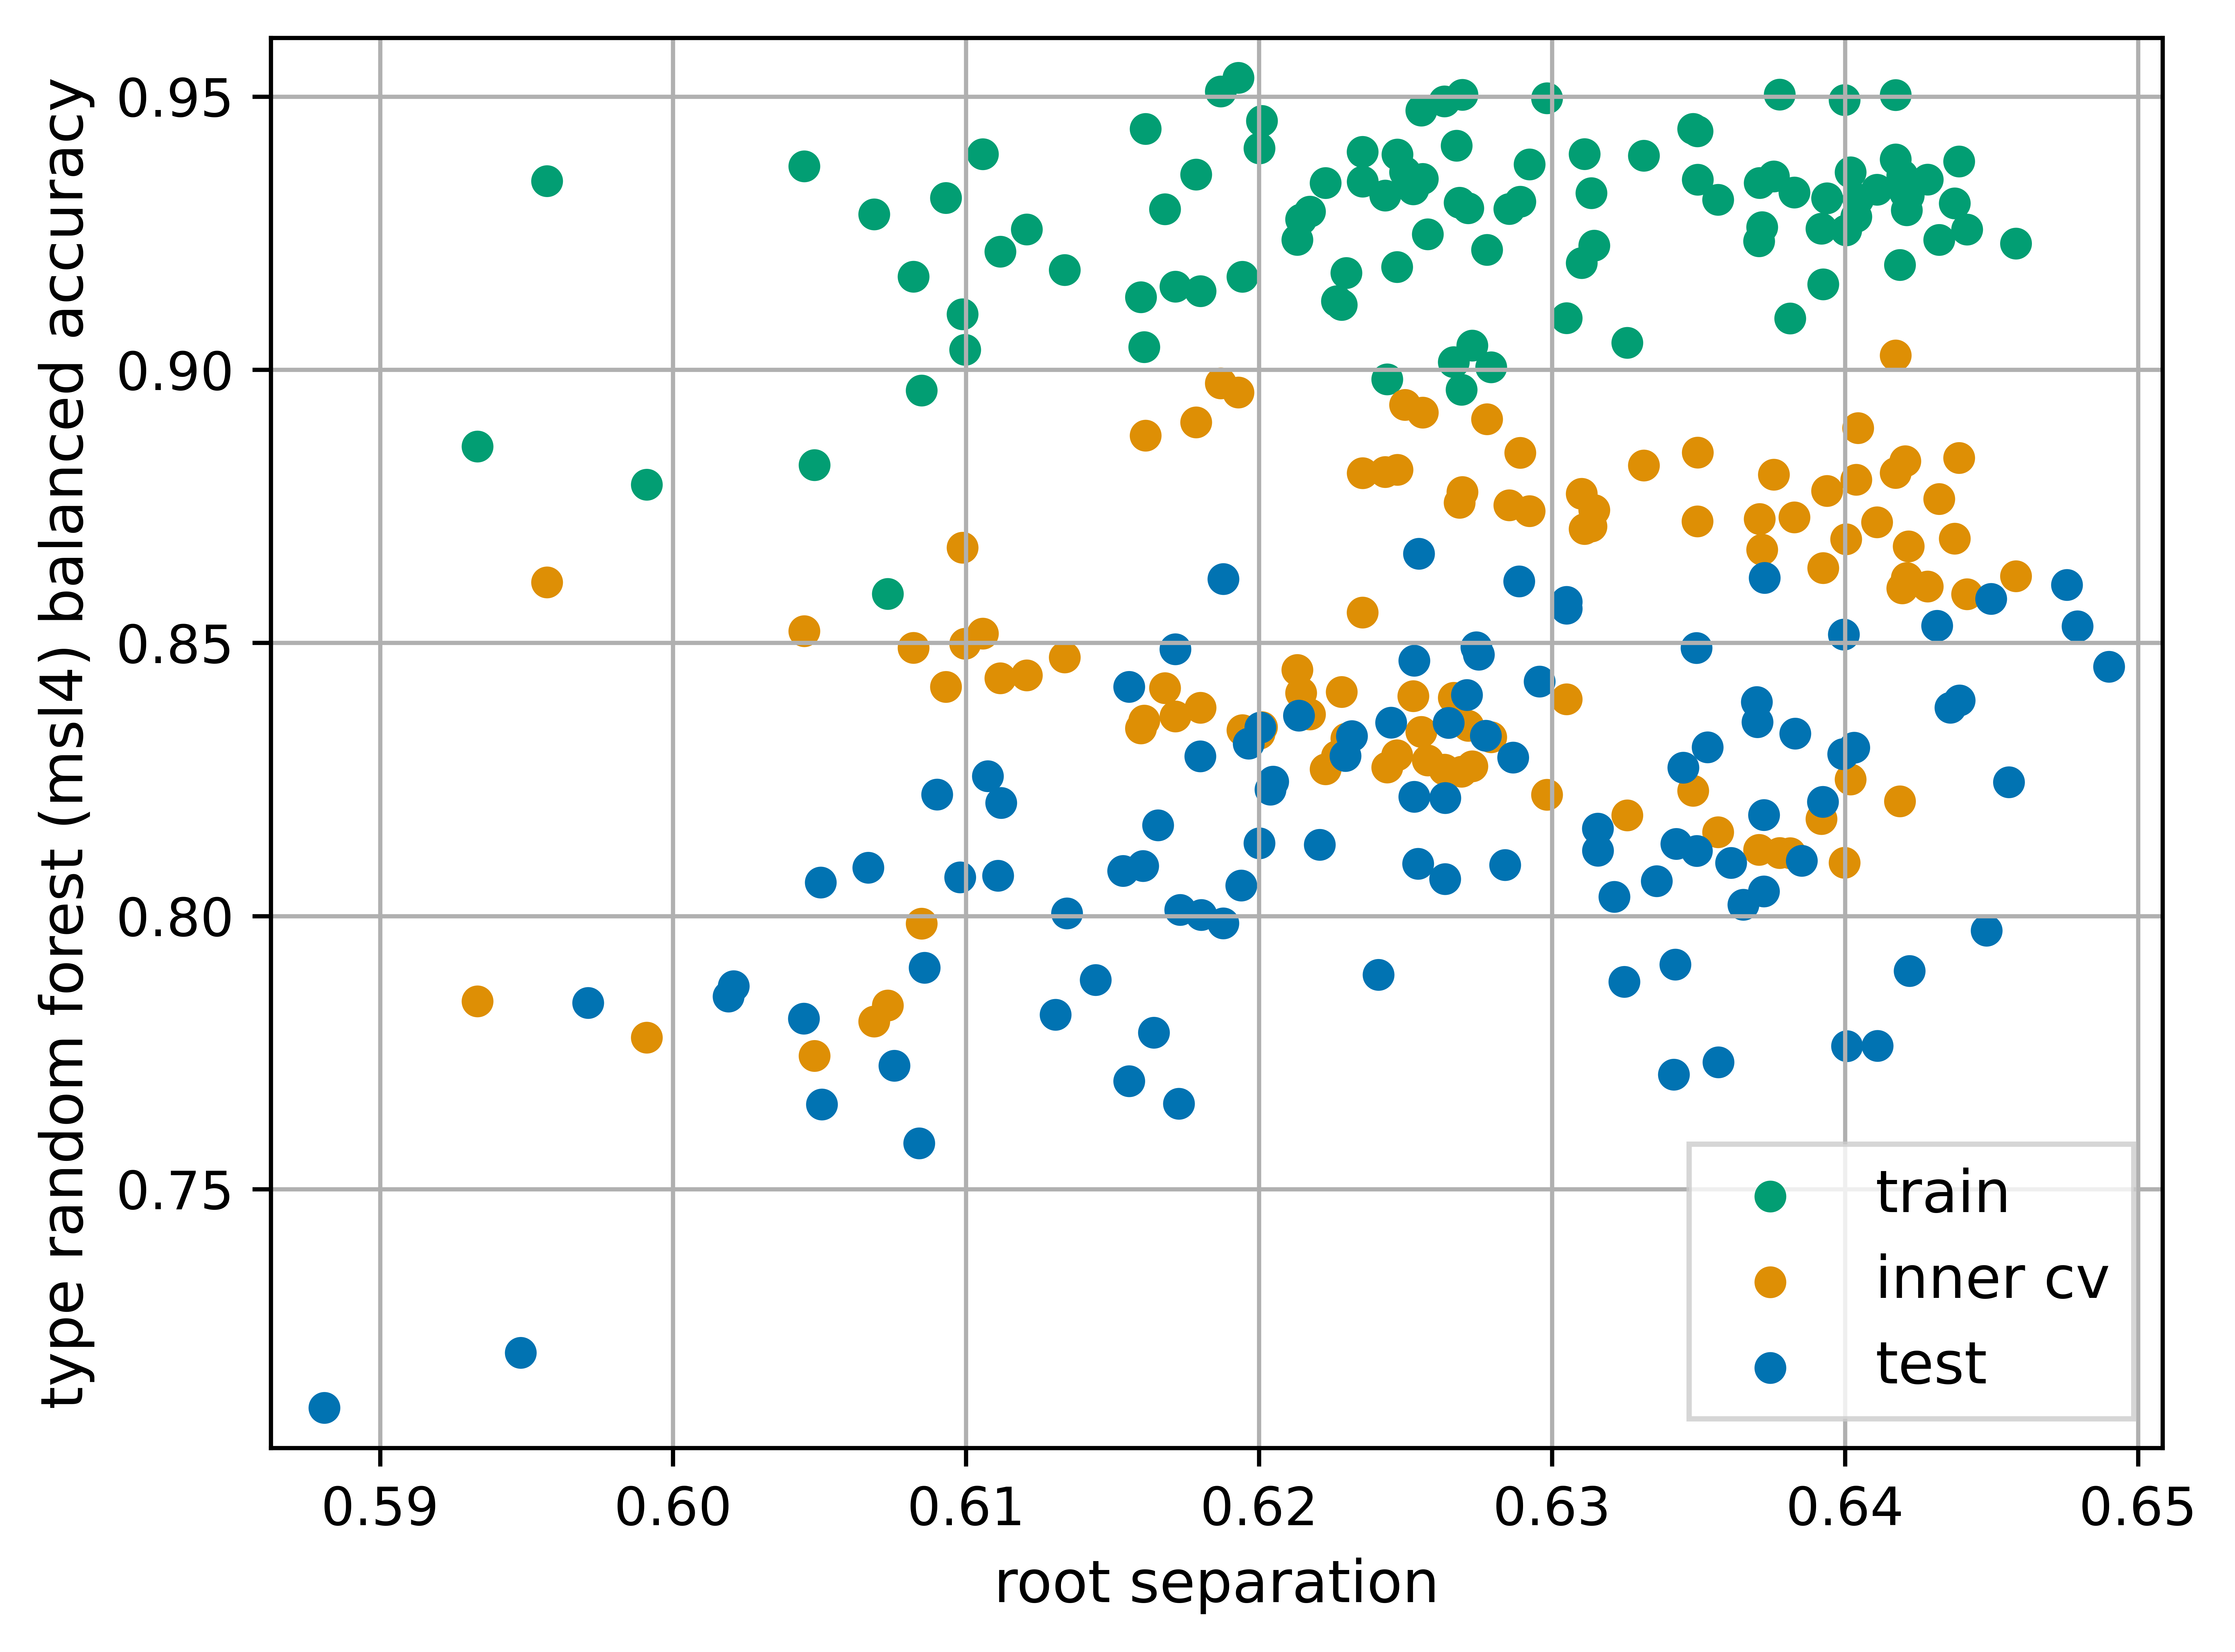 type random forest (msl4) balanced accuracy
0.95
0.90
0.85
0.80
0.75
0.59 0.60 0.61 0.62 0.63 0.64 0.65
root separation
train
inner cv
test